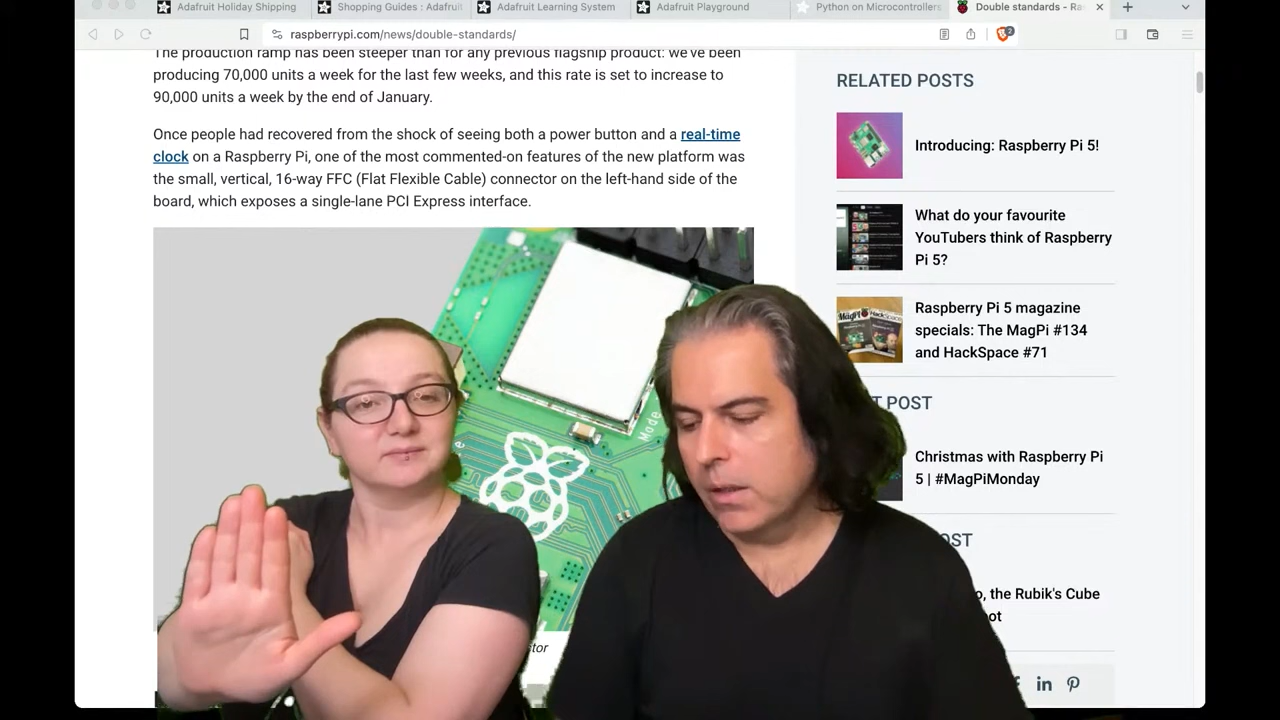 Adafruit Holiday Shipping
Shopping Guides : Adafruit
Adafruit Learning System
Adafruit Playground
Python on Microcontrollers
Double standards - Ras
raspberrypi.com/news/double-standards/
2
The production ramp has been steeper than for any previous flagship product: we've been
producing 70,000 units a week for the last few weeks, and this rate is set to increase to
90,000 units a week by the end of January.
Once people had recovered from the shock of seeing both a power button and a real-time
clock on a Raspberry Pi, one of the most commented-on features of the new platform was
the small, vertical, 16-way FFC (Flat Flexible Cable) connector on the left-hand side of the
board, which exposes a single-lane PCI Express interface.
RELATED POSTS
Introducing: Raspberry Pi 5!
What do your favourite
YouTubers think of Raspberry
Pi 5?
Raspberry Pi 5 magazine
specials: The MagPi #134
and HackSpace #71
POST
Christmas with Raspberry Pi
5 | #MagPiMonday
OST
o, the Rubik's Cube
ot